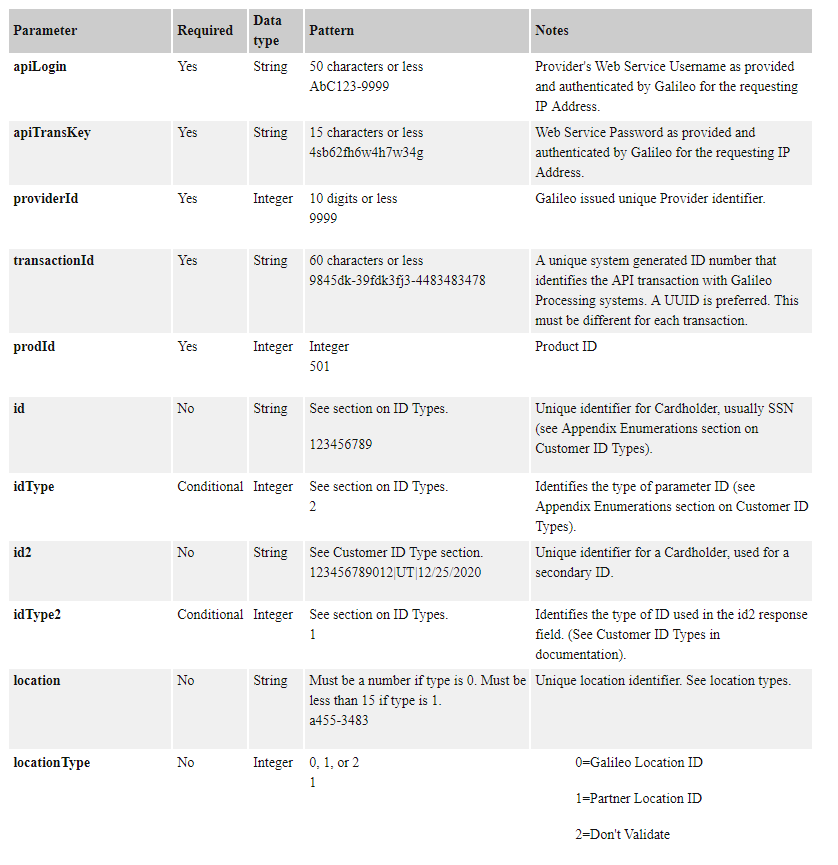 Parameter Required Data type Pattern Notes
apiLogin Yes String 50 characters or less Provider's Web Service Username as provided
AbC123-9999 and authenticated by Galileo for the requesting
IP Address.
apiTransKey Yes String 15 characters or less Web Service Password as provided and
4sb62fh6w4h7w34g authenticated by Galileo for the requesting IP
Address.
providerId Yes Integer 10 digits or less Galileo issued unique Provider identifier.
9999
transactionId Yes String 60 characters or less A unique system generated ID number that
9845dk-39fdk3fj3-4483483478 identifies the API transaction with Galileo
Processing systems. A UUID is preferred. This
must be different for each transaction.
prodId Yes Integer Integer Product ID
501
id No String See section on ID Types. Unique identifier for Cardholder, usually SSN
(see Appendix Enumerations section on
123456789 Customer ID Types).
idType Conditional Integer See section on ID Types. Identifies the type of parameter ID (see
2 Appendix Enumerations section on Customer ID
Types).
id2 No String See Customer ID Type section. Unique identifier for a Cardholder, used for a
123456789012|UT|12/25/2020 secondary ID.
idType2 Conditional Integer See section on ID Types. Identifies the type of ID used in the id2 response
1 field. (See Customer ID Types in
documentation).
location No String Must be a number if type is 0. Must be Unique location identifier. See location types.
less than 15 if type is 1.
a455-3483
locationType No Integer 0, 1, or 2 0=Galileo Location ID
1
1=Partner Location ID
2=Don't Validate